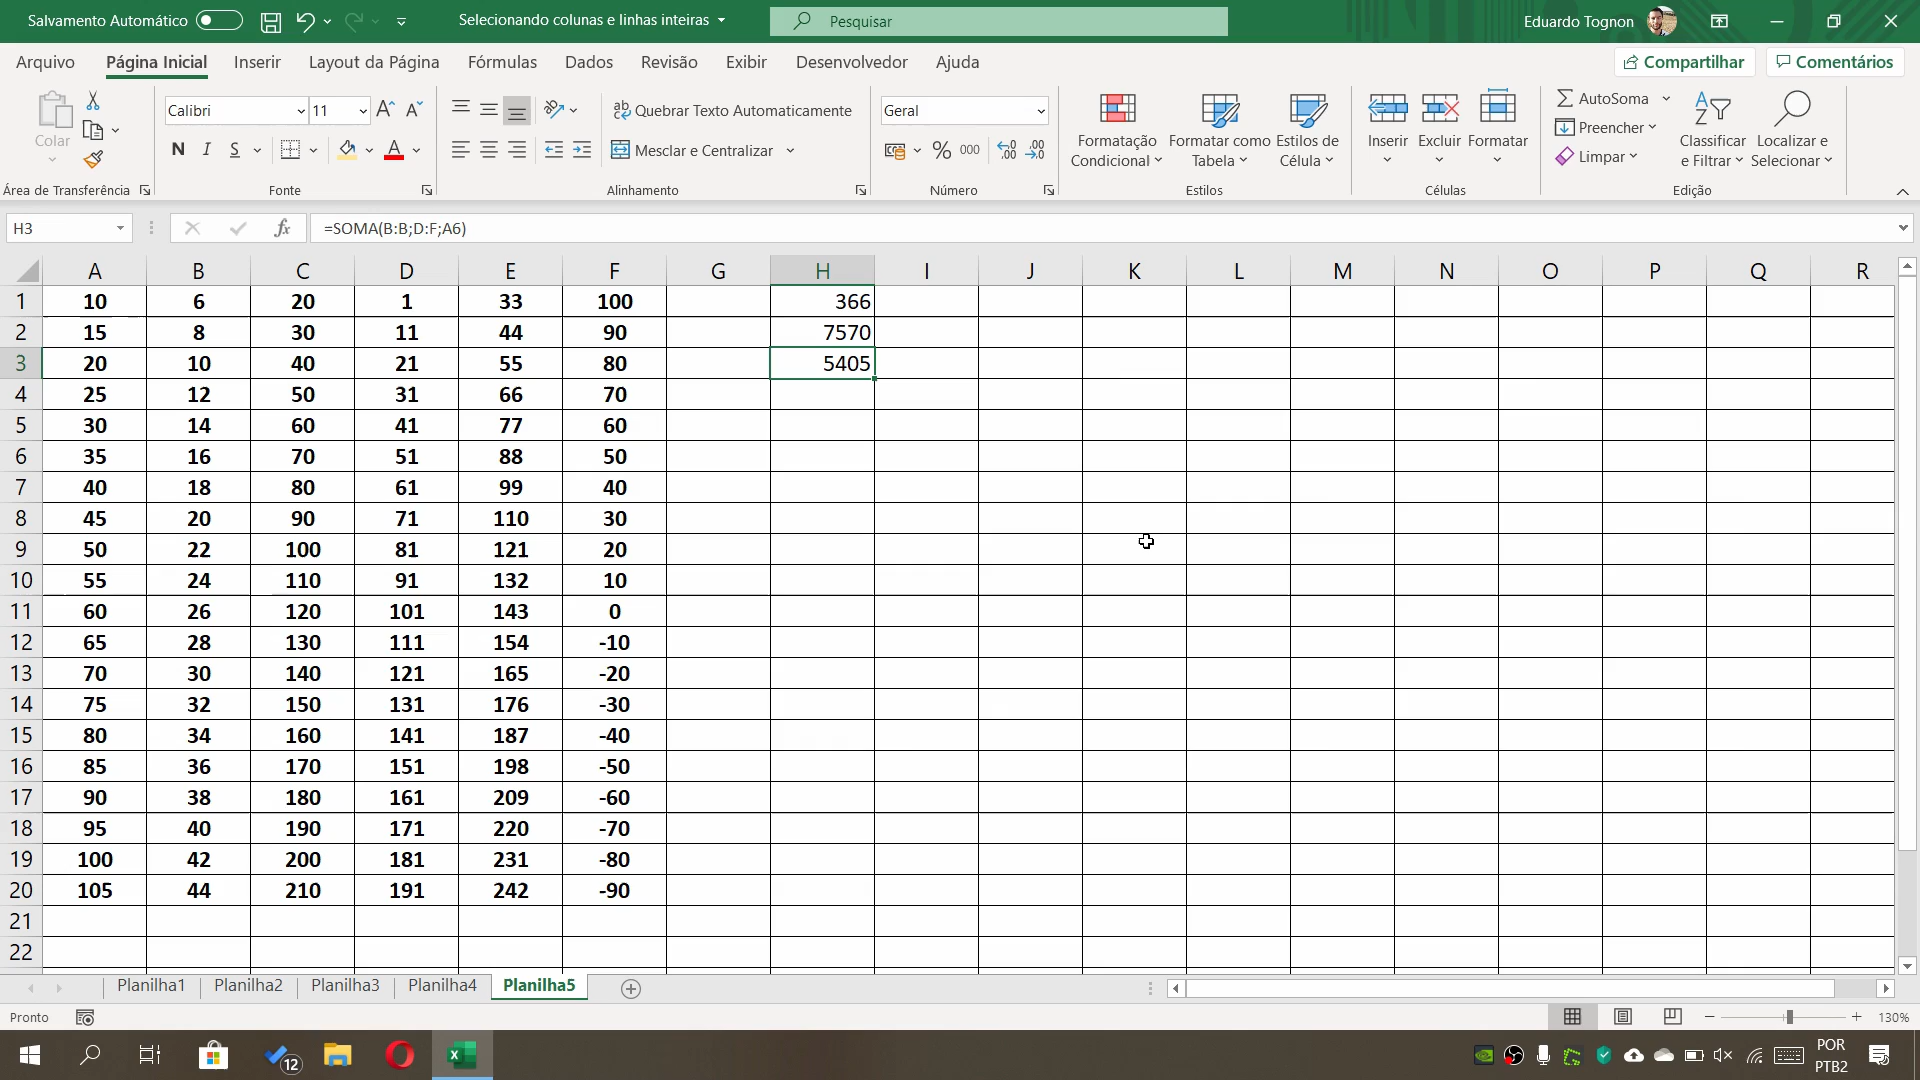 Salvamento Automático
Selecionando colunas e linhas inteiras
Pesquisar
Eduardo Tognon
Arquivo Página Inicial Inserir Layout da Página Fórmulas Dados Revisão Exibir Desenvolvedor Ajuda Compartilhar Comentários
Colar
Área de Transferência
Calibri 11
N I S
Fonte
Quebrar Texto Automaticamente
Mesclar e Centralizar
Alinhamento
Geral
% 000
Número
Formatação Condicional
Formatar como Tabela
Estilos de Célula
Estilos
Inserir Excluir Formatar
Células
AutoSoma
Preencher
Limpar
Classificar e Filtrar
Localizar e Selecionar
Edição
H3 fx =SOMA(B:B;D:F;A6)
A B C D E F G H I J K L M N O P Q R
1 10 6 20 1 33 100 366
2 15 8 30 11 44 90 7570
3 20 10 40 21 55 80 5405
4 25 12 50 31 66 70
5 30 14 60 41 77 60
6 35 16 70 51 88 50
7 40 18 80 61 99 40
8 45 20 90 71 110 30
9 50 22 100 81 121 20
10 55 24 110 91 132 10
11 60 26 120 101 143 0
12 65 28 130 111 154 -10
13 70 30 140 121 165 -20
14 75 32 150 131 176 -30
15 80 34 160 141 187 -40
16 85 36 170 151 198 -50
17 90 38 180 161 209 -60
18 95 40 190 171 220 -70
19 100 42 200 181 231 -80
20 105 44 210 191 242 -90
21
22
Planilha1 Planilha2 Planilha3 Planilha4 Planilha5
Pronto
130%
12
POR
PTB2